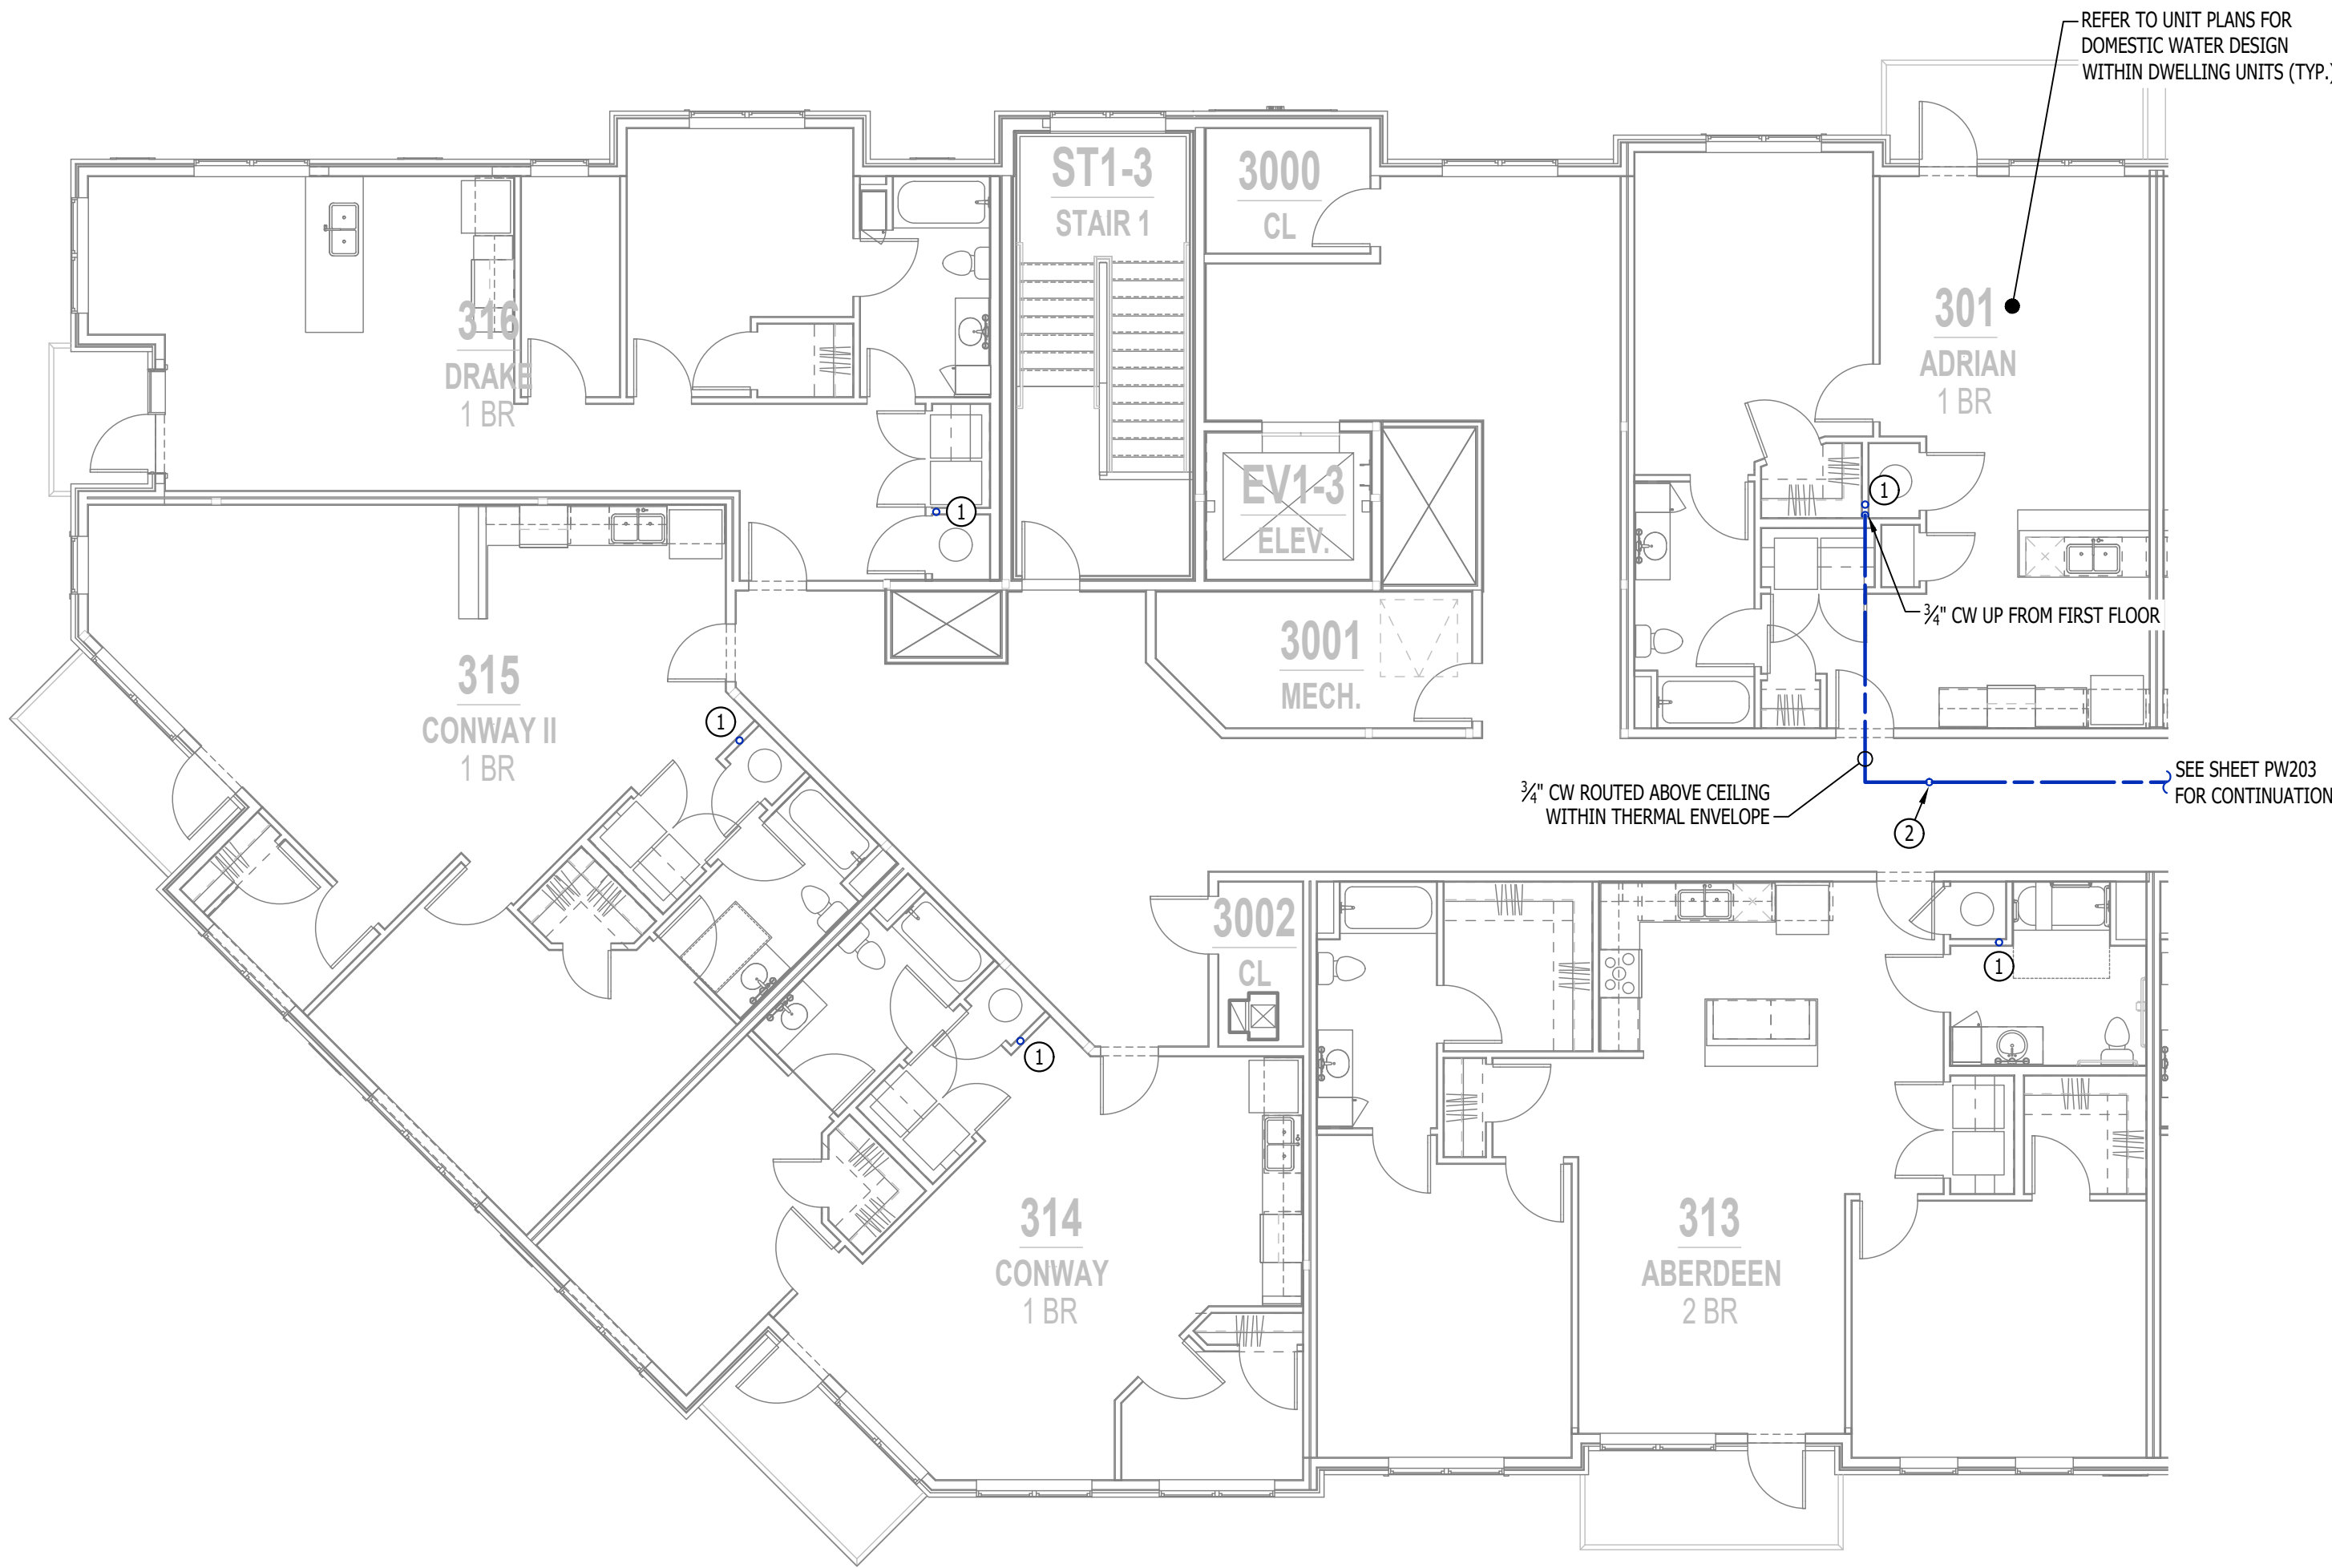 REFER TO UNIT PLANS FOR
DOMESTIC WATER DESIGN
WITHIN DWELLING UNITS (TYP.)
ST1-3
STAIR 1
3000
CL
316
DRAKE
1 BR
301
ADRIAN
1 BR
EV1-3
ELEV.
1
1
¾" CW UP FROM FIRST FLOOR
3001
MECH.
315
CONWAY II
1 BR
1
SEE SHEET PW203
FOR CONTINUATION
¾" CW ROUTED ABOVE CEILING
WITHIN THERMAL ENVELOPE
2
3002
CL
1
1
314
CONWAY
1 BR
313
ABERDEEN
2 BR